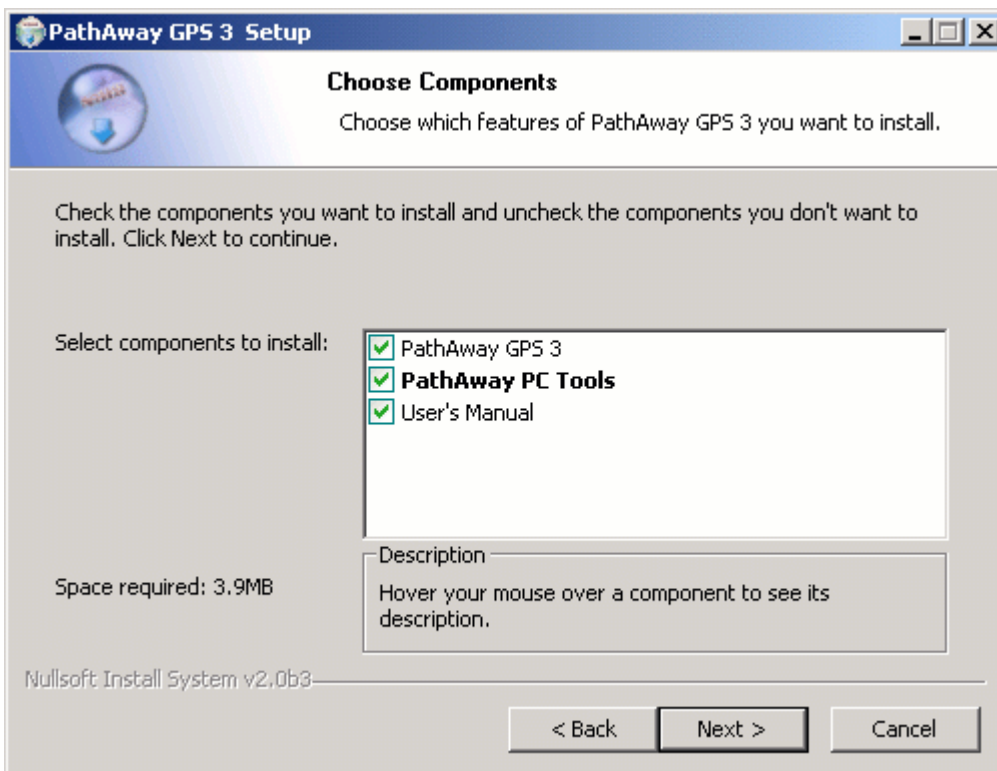 PathAway GPS 3 Setup
Choose Components
Choose which features of PathAway GPS 3 you want to install.
Check the components you want to install and uncheck the components you don't want to
install. Click Next to continue.
Select components to install:
PathAway GPS 3
PathAway PC Tools
User's Manual
Space required: 3.9MB
Description
Hover your mouse over a component to see its
description.
Nullsoft Install System v2.0b3
< Back
Next >
Cancel